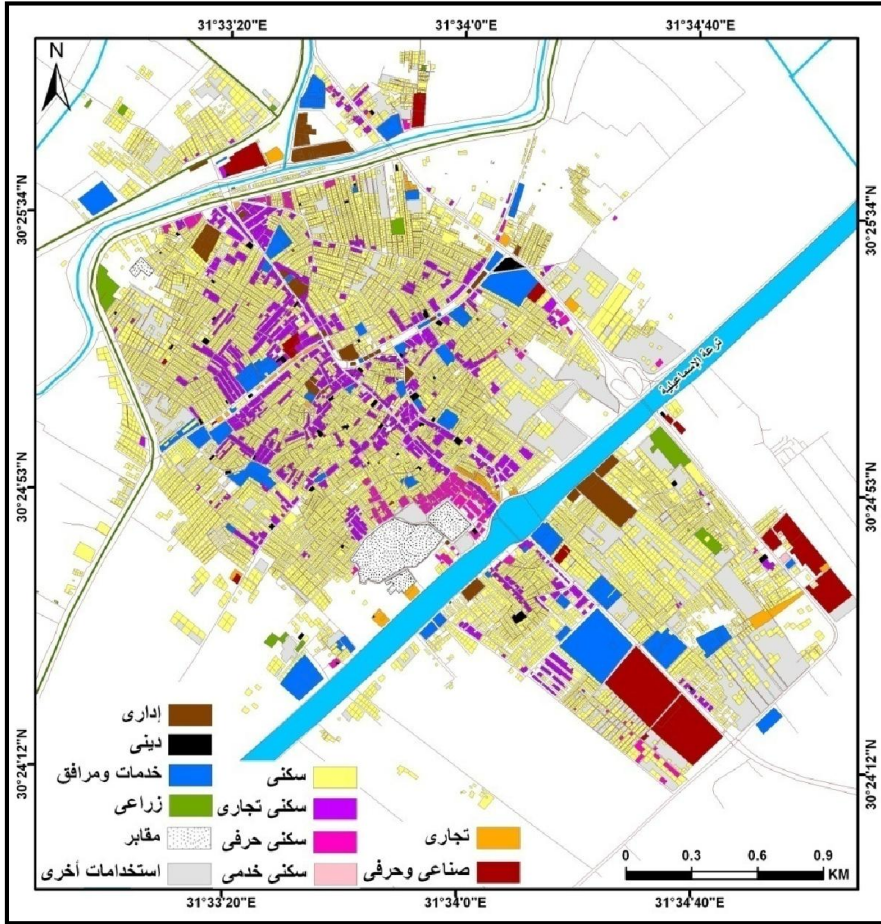 31°33'20"E 31°34'0"E 31°34'40"E
N
30°25'34"N 30°25'34"N
ترعة الإسماعيلية
30°24'53"N 30°24'53"N
30°24'12"N 30°24'12"N
إدارى
دينى
خدمات ومرافق
زراعي
مقابر
استخدامات أخرى
سكنى
سكنى تجارى
سكنى حرفى
سكنى خدمى
تجارى
صناعى وحرفى
0 0.3 0.6 0.9
KM
31°33'20"E 31°34'0"E 31°34'40"E